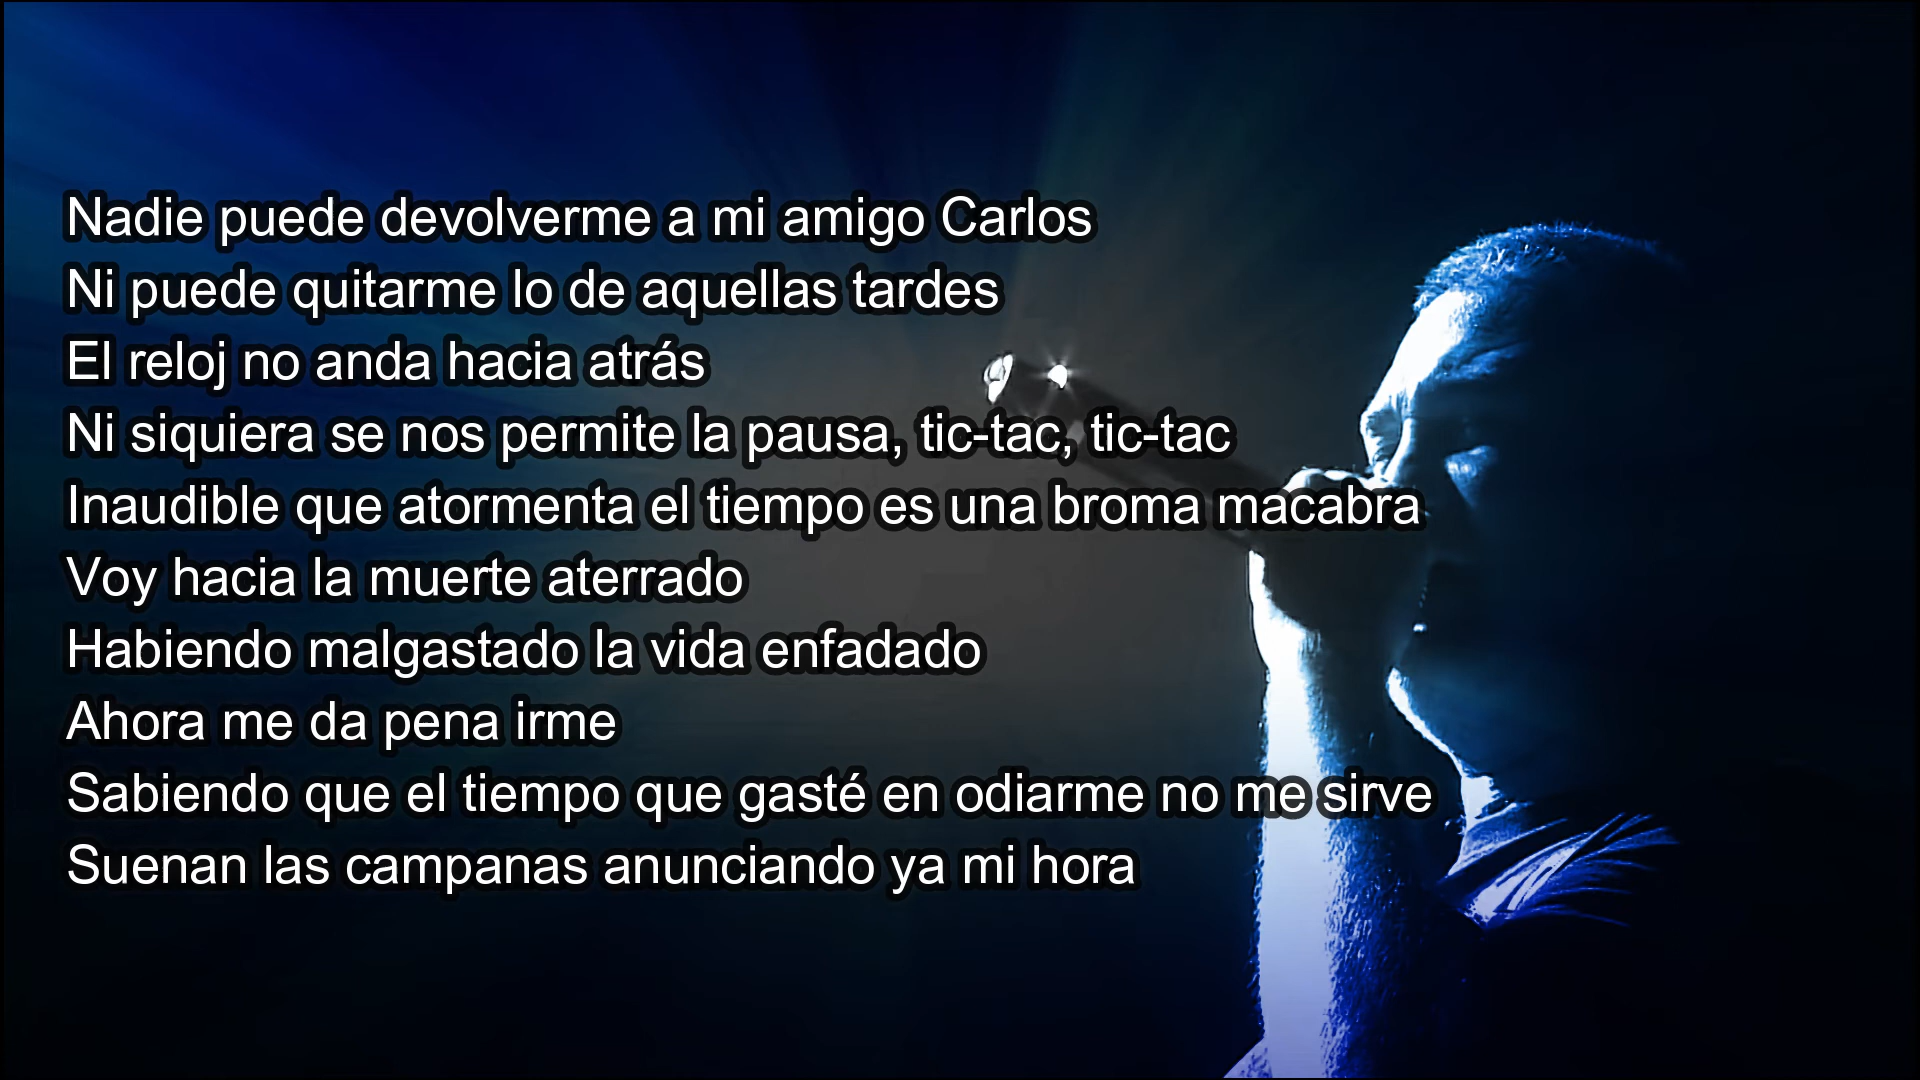 Nadie puede devolverme a mi amigo Carlos
Ni puede quitarme lo de aquellas tardes
El reloj no anda hacia atrás
Ni siquiera se nos permite la pausa, tic-tac, tic-tac
Inaudible que atormenta el tiempo es una broma macabra
Voy hacia la muerte aterrado
Habiendo malgastado la vida enfadado
Ahora me da pena irme
Sabiendo que el tiempo que gasté en odiarme no me sirve
Suenan las campanas anunciando ya mi hora